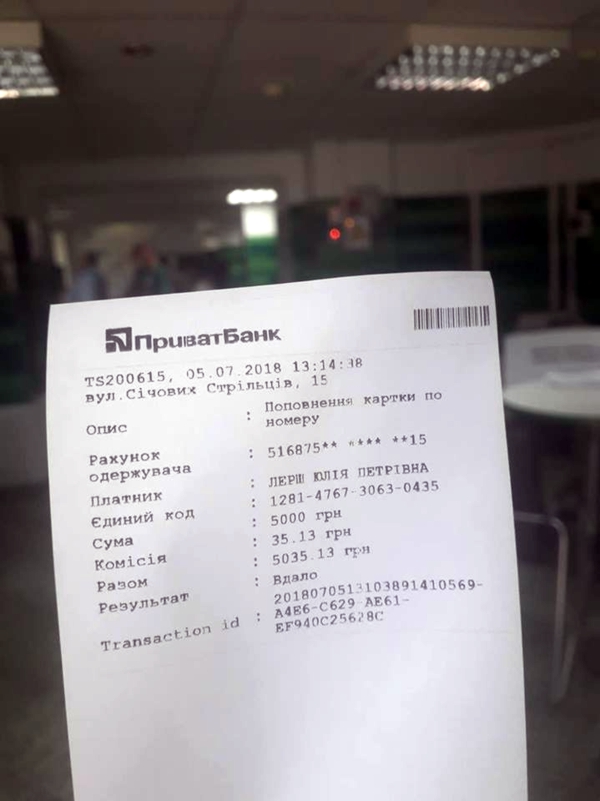 ПриватБанк
TS200615, 05.07.2018 13:14:38
вул.Січових Стрільців, 15
Опис : Поповнення картки по
номеру
Рахунок
одержувача : 516875** **** **15
Платник : ЛЕРШ ЮЛІЯ ПЕТРІВНА
Єдиний код : 1281-4767-3063-0435
Сума : 5000 грн
Комісія : 35.13 грн
Разом : 5035.13 грн
Результат : Вдало
Transaction id : 2018070513103891410569-
A4E6-C629-AE61-
EF940C25628C